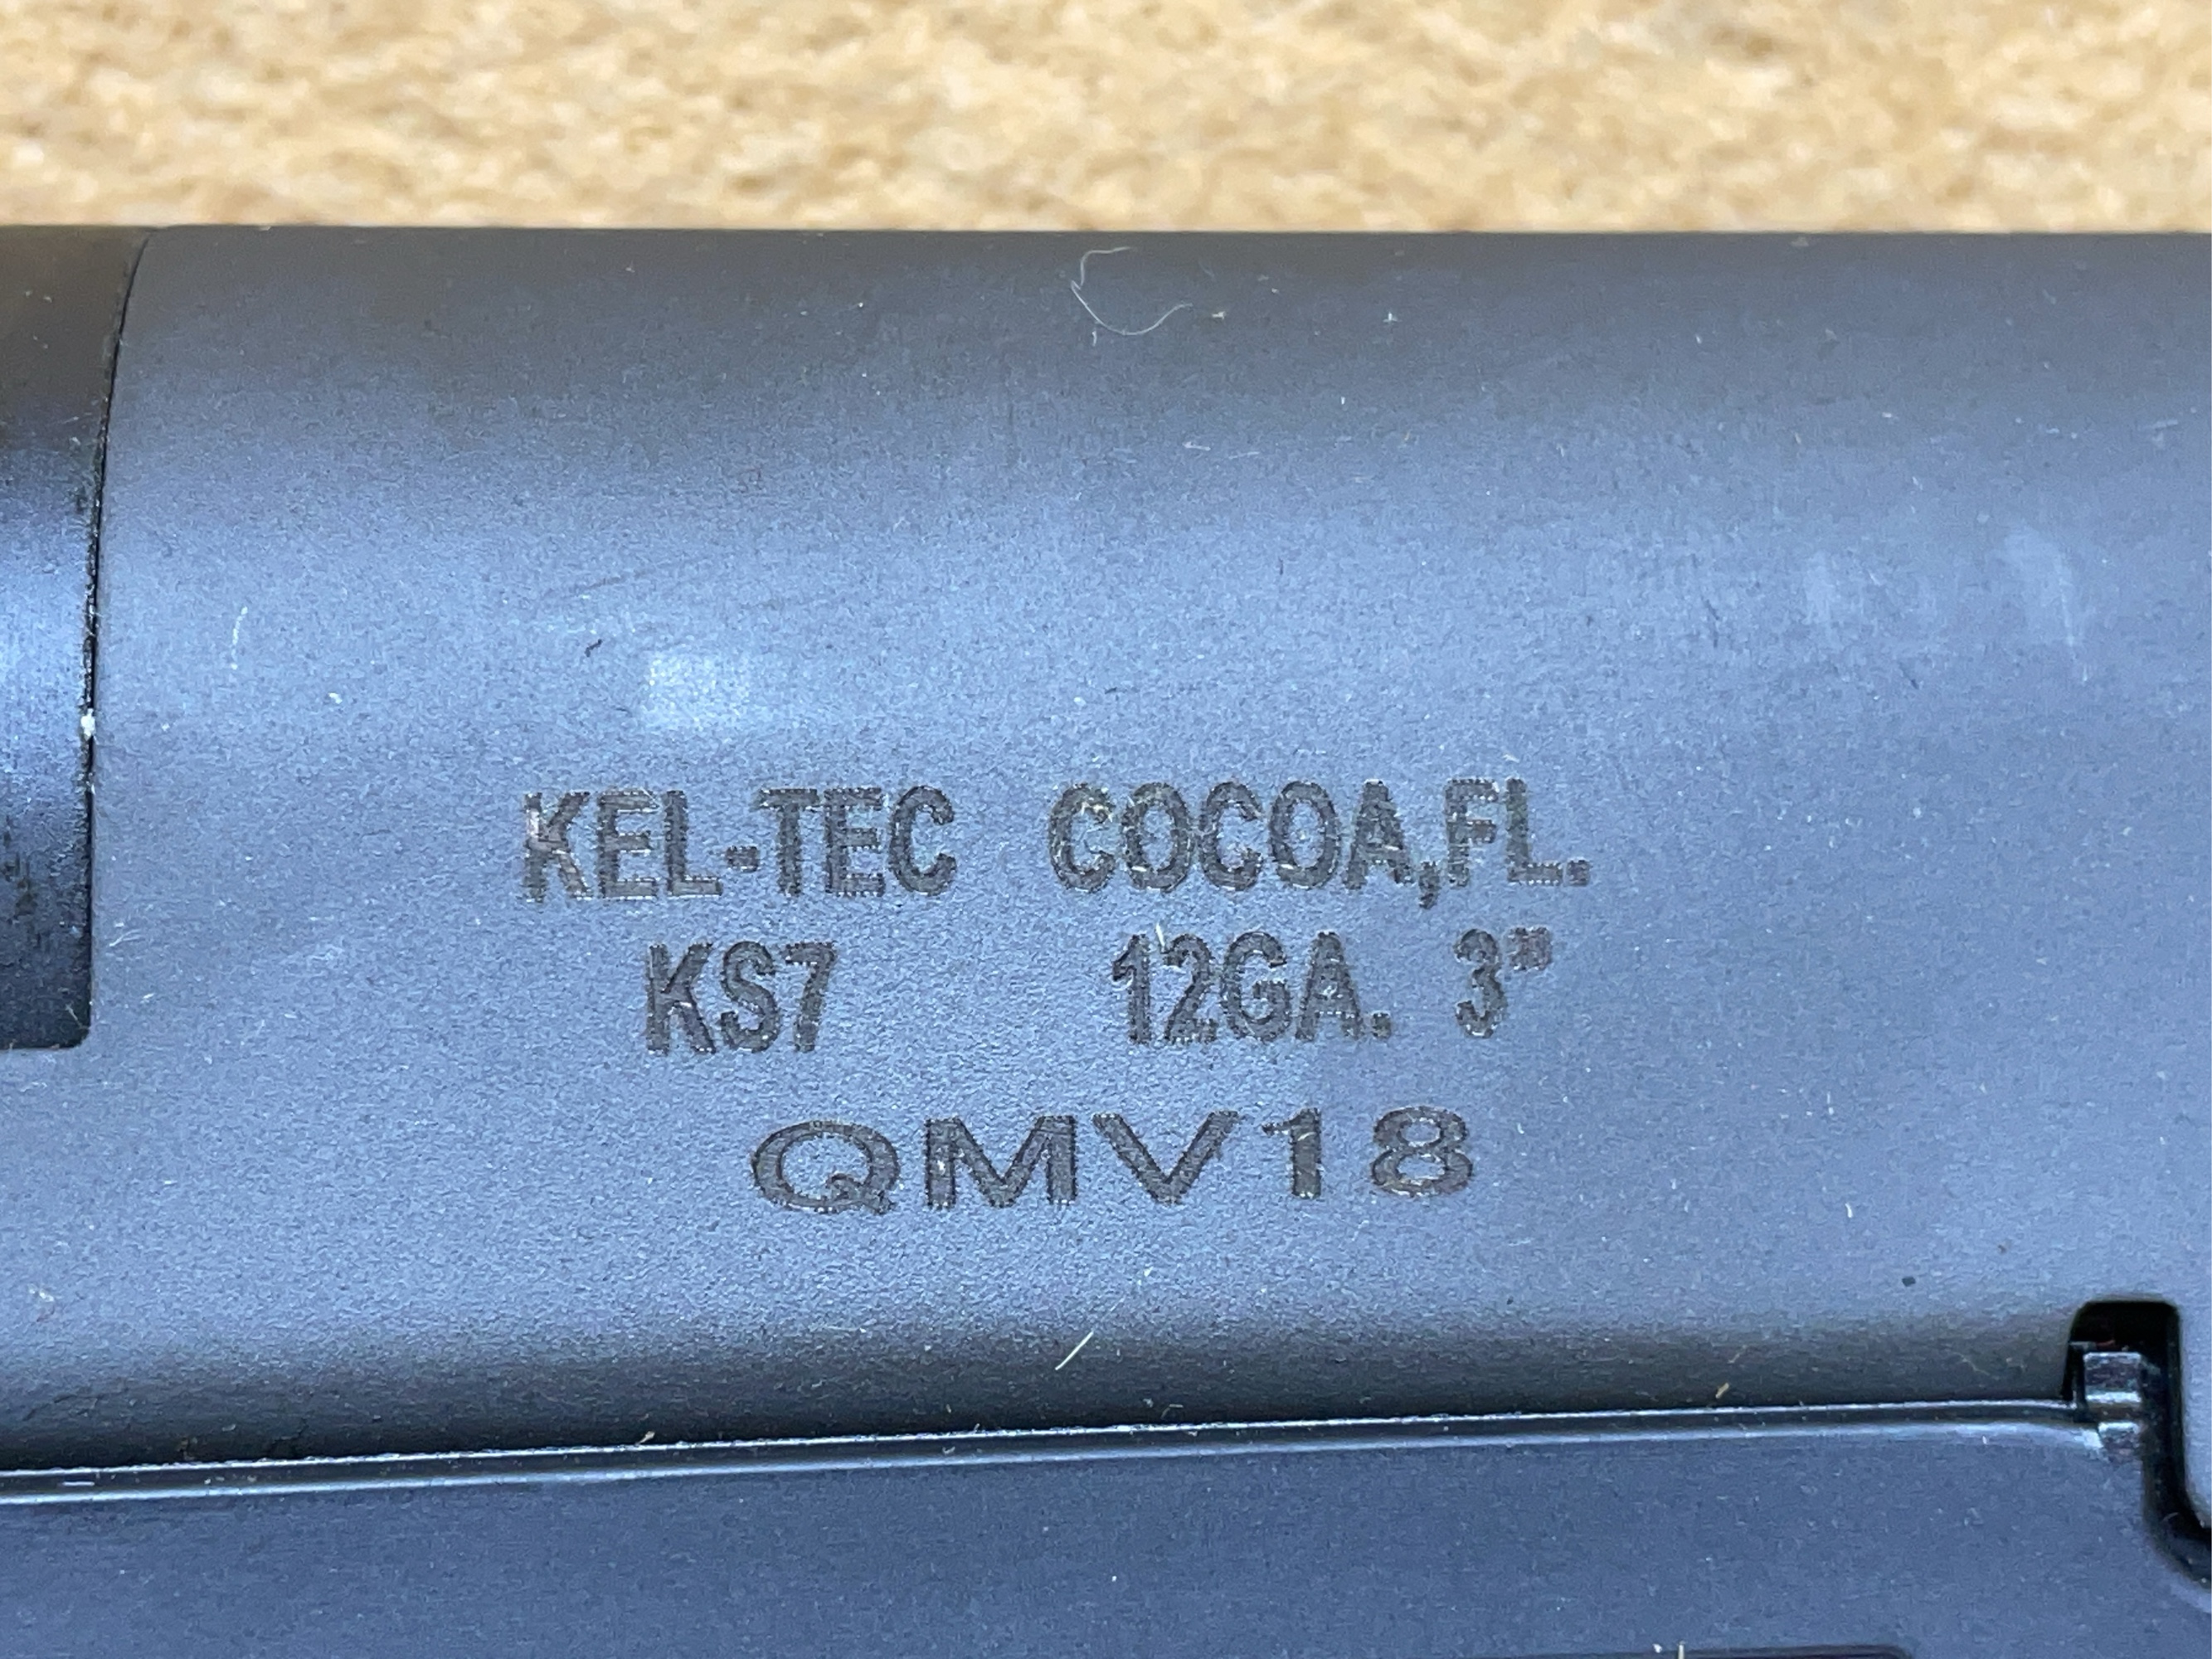 KEL-TEC COCOA,FL.
KS7 12GA. 3"
QMV18